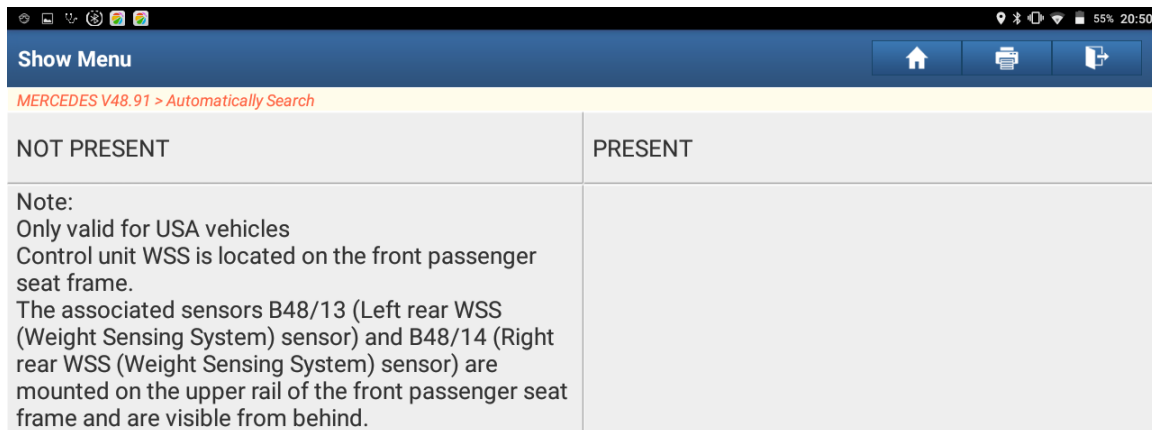 55% 20:50
Show Menu
MERCEDES V48.91 > Automatically Search
NOT PRESENT
PRESENT
Note:
Only valid for USA vehicles
Control unit WSS is located on the front passenger
seat frame.
The associated sensors B48/13 (Left rear WSS
(Weight Sensing System) sensor) and B48/14 (Right
rear WSS (Weight Sensing System) sensor) are
mounted on the upper rail of the front passenger seat
frame and are visible from behind.